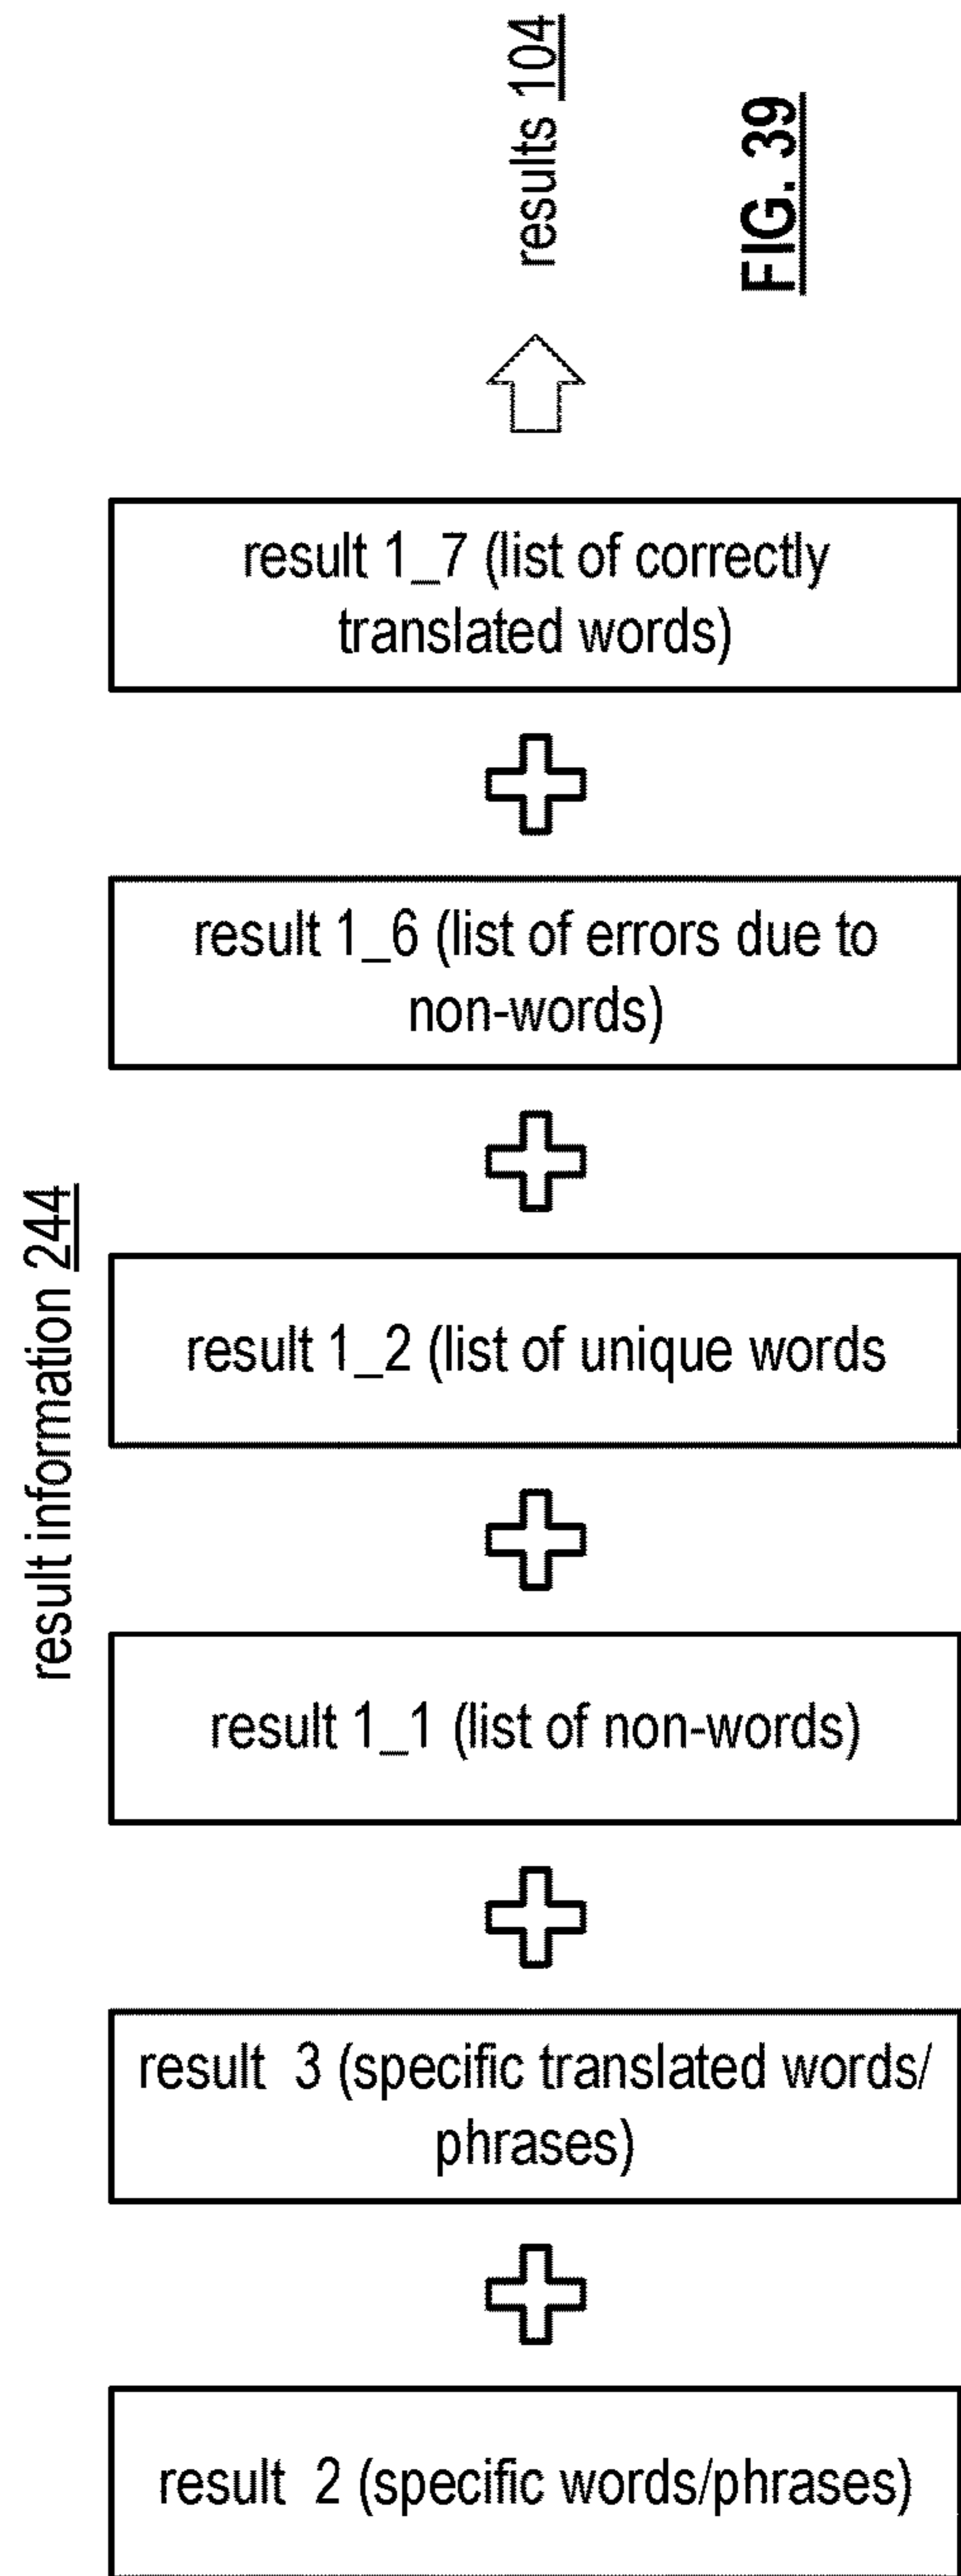 result information 244
result 1_7 (list of correctly
translated words)
result 1_6 (list of errors due to
non-words)
result 1_2 (list of unique words
result 1_1 (list of non-words)
result 3 (specific translated words/
phrases)
result 2 (specific words/phrases)
results 104
FIG. 39